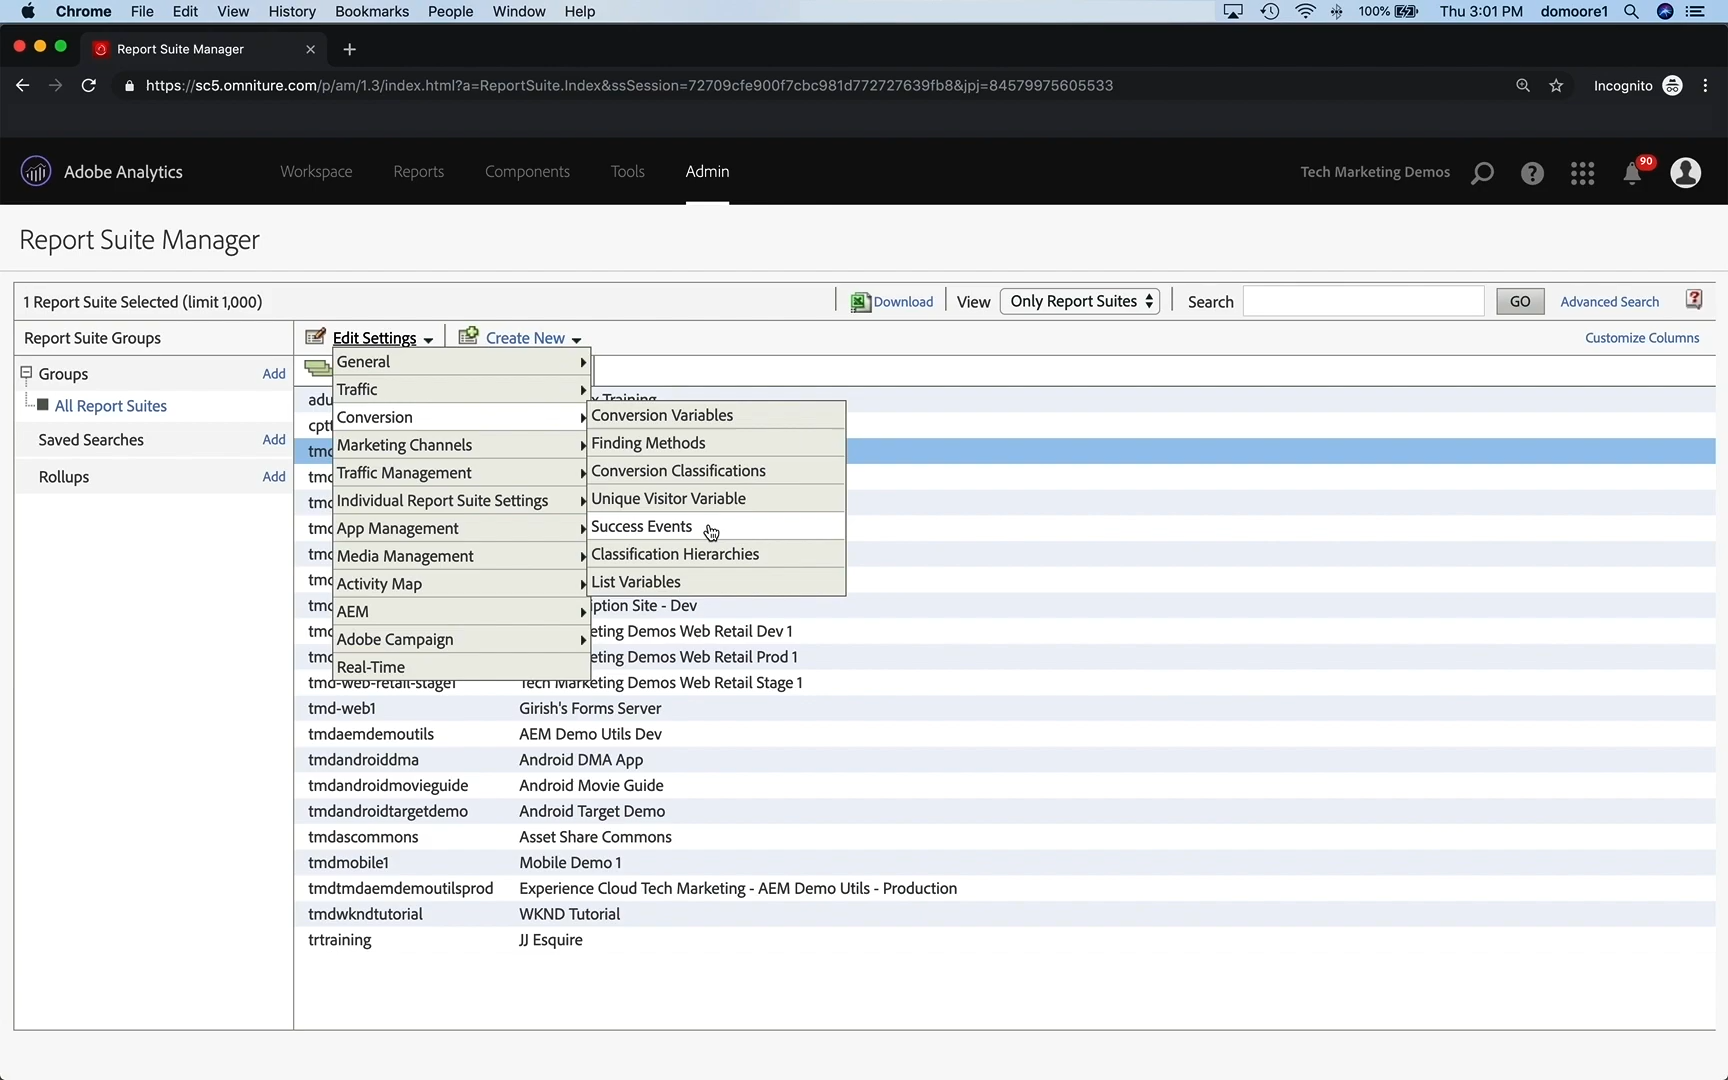 Chrome File Edit View History Bookmarks People Window Help 100% Thu 3:01 PM domoore1
Report Suite Manager
https://sc5.omniture.com/p/am/1.3/index.html?a=ReportSuite.Index&ssSession=72709cfe900f7cbc981d772727639fb8&jpj=84579975605533 Incognito
Adobe Analytics Workspace Reports Components Tools Admin Tech Marketing Demos 90
Report Suite Manager
1 Report Suite Selected (limit 1,000) Download View Only Report Suites Search GO Advanced Search
Report Suite Groups Edit Settings Create New Customize Columns
Groups Add
All Report Suites
Saved Searches Add
Rollups Add
General
Traffic
Conversion
Marketing Channels
Traffic Management
Individual Report Suite Settings
App Management
Media Management
Activity Map
AEM
Adobe Campaign
Real-Time
Conversion Variables
Finding Methods
Conversion Classifications
Unique Visitor Variable
Success Events
Classification Hierarchies
List Variables
Site - Dev
Demos Web Retail Dev 1
Demos Web Retail Prod 1
tmd-web-retail-stage1 Tech Marketing Demos Web Retail Stage 1
tmd-web1 Girish's Forms Server
tmdaemdemoutils AEM Demo Utils Dev
tmdandroiddma Android DMA App
tmdandroidmovieguide Android Movie Guide
tmdandroidtargetdemo Android Target Demo
tmdascommons Asset Share Commons
tmdmobile1 Mobile Demo 1
tmdtmdaemdemoutilsprod Experience Cloud Tech Marketing - AEM Demo Utils - Production
tmdwkndtutorial WKND Tutorial
trtraining JJ Esquire